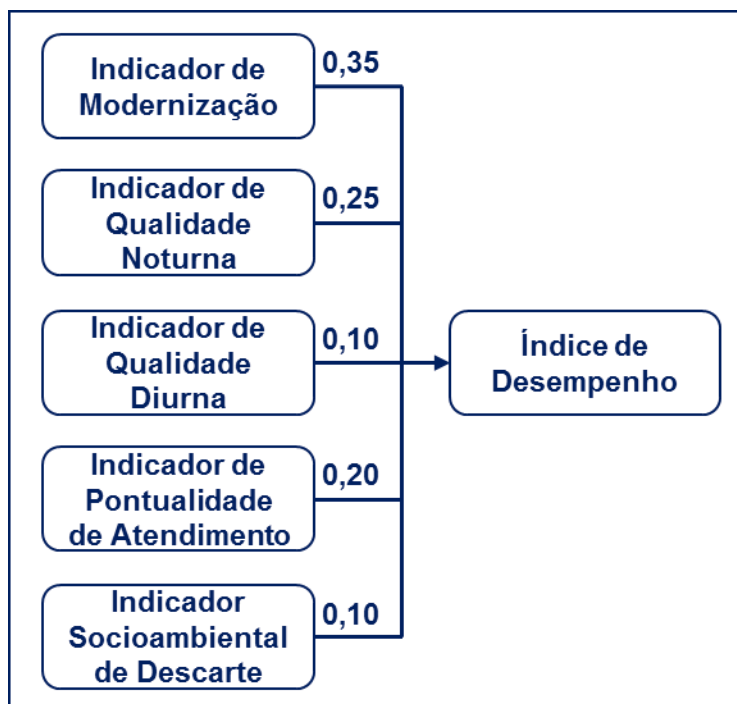 Indicador de
Modernização
0,35
Indicador de
Qualidade
Noturna
0,25
Indicador de
Qualidade
Diurna
0,10
Índice de
Desempenho
Indicador de
Pontualidade
de Atendimento
0,20
Indicador
Socioambiental
de Descarte
0,10